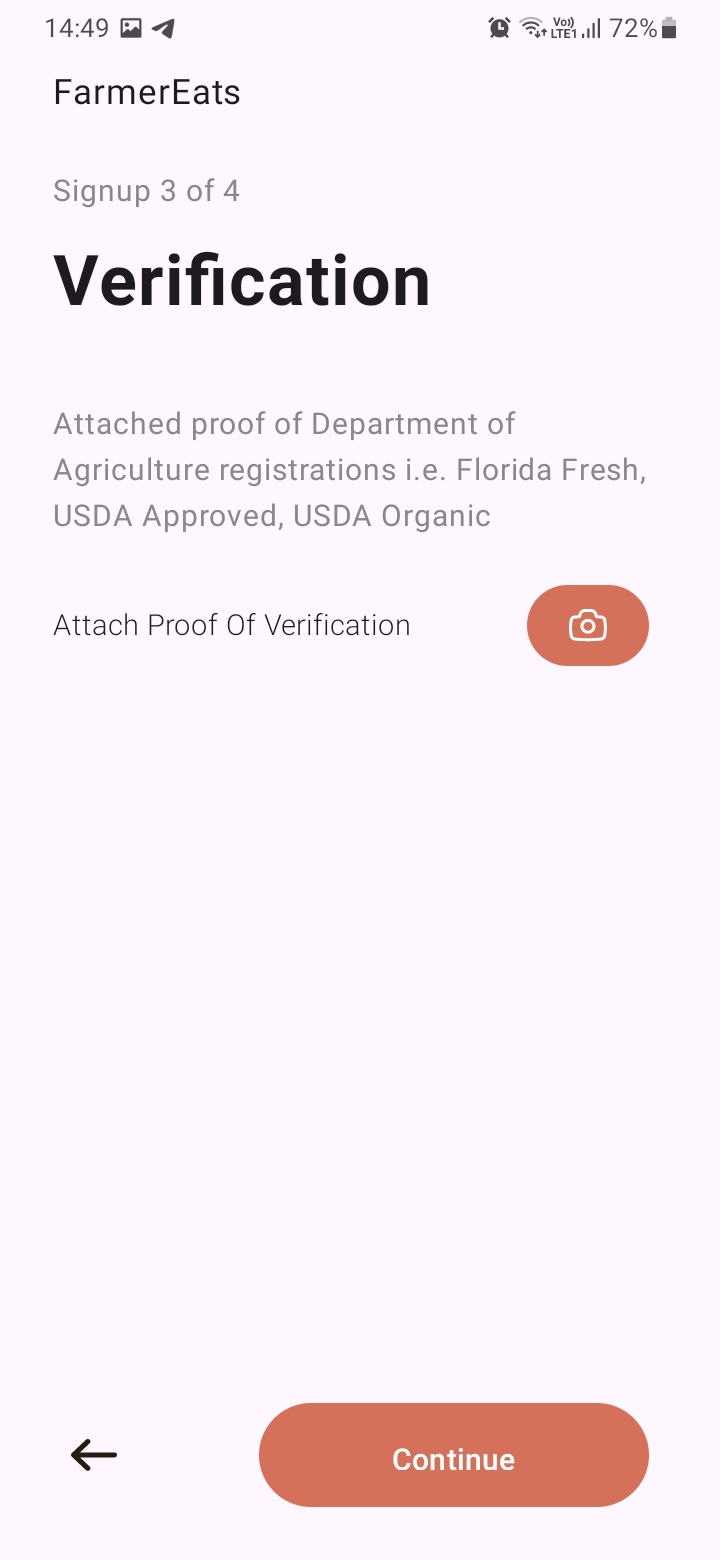 14:49
Vo))
LTE1
72%
FarmerEats
Signup 3 of 4
Verification
Attached proof of Department of
Agriculture registrations i.e. Florida Fresh,
USDA Approved, USDA Organic
Attach Proof Of Verification
Continue